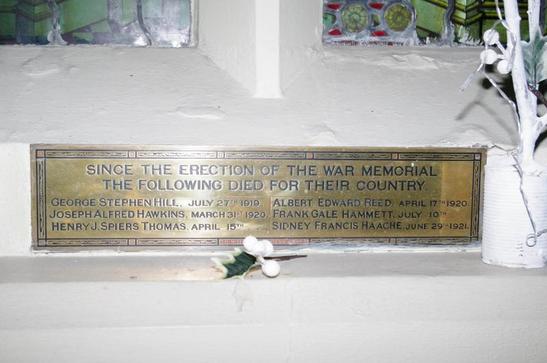 SINCE THE ERECTION OF THE WAR MEMORIAL
THE FOLLOWING DIED FOR THEIR COUNTRY.
GEORGE STEPHEN HILL, JULY 27TH 1919. ALBERT EDWARD REED. APRIL 17TH 1920.
JOSEPH ALFRED HAWKINS, MARCH 31ST 1920. FRANK GALE HAMMETT. JULY 10TH
HENRY J. SPIERS THOMAS. APRIL 15TH SIDNEY FRANCIS HAACHE. JUNE 29TH 1921.